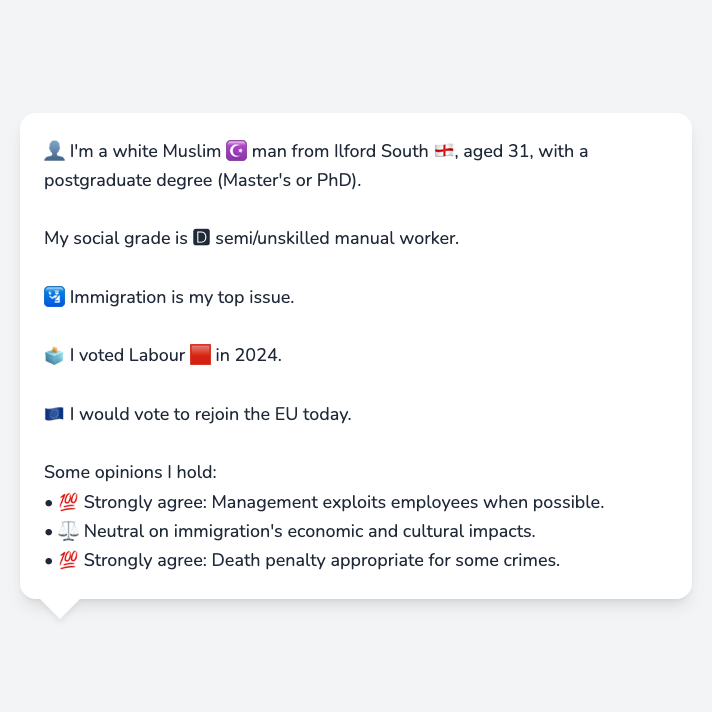 👤 I'm a white Muslim ☪️ man from Ilford South 🏴󠁧󠁢󠁥󠁮󠁧󠁿, aged 31, with a
postgraduate degree (Master's or PhD).
My social grade is 🅳 semi/unskilled manual worker.
🛂 Immigration is my top issue.
🗳️ I voted Labour 🟥 in 2024.
🇪🇺 I would vote to rejoin the EU today.
Some opinions I hold:
• 💯 Strongly agree: Management exploits employees when possible.
• ⚖️ Neutral on immigration's economic and cultural impacts.
• 💯 Strongly agree: Death penalty appropriate for some crimes.